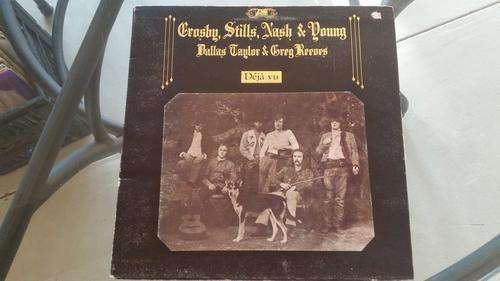 Crosby, Stills, Nash & Young
Dallas Taylor & Greg Reeves
Déjà vu